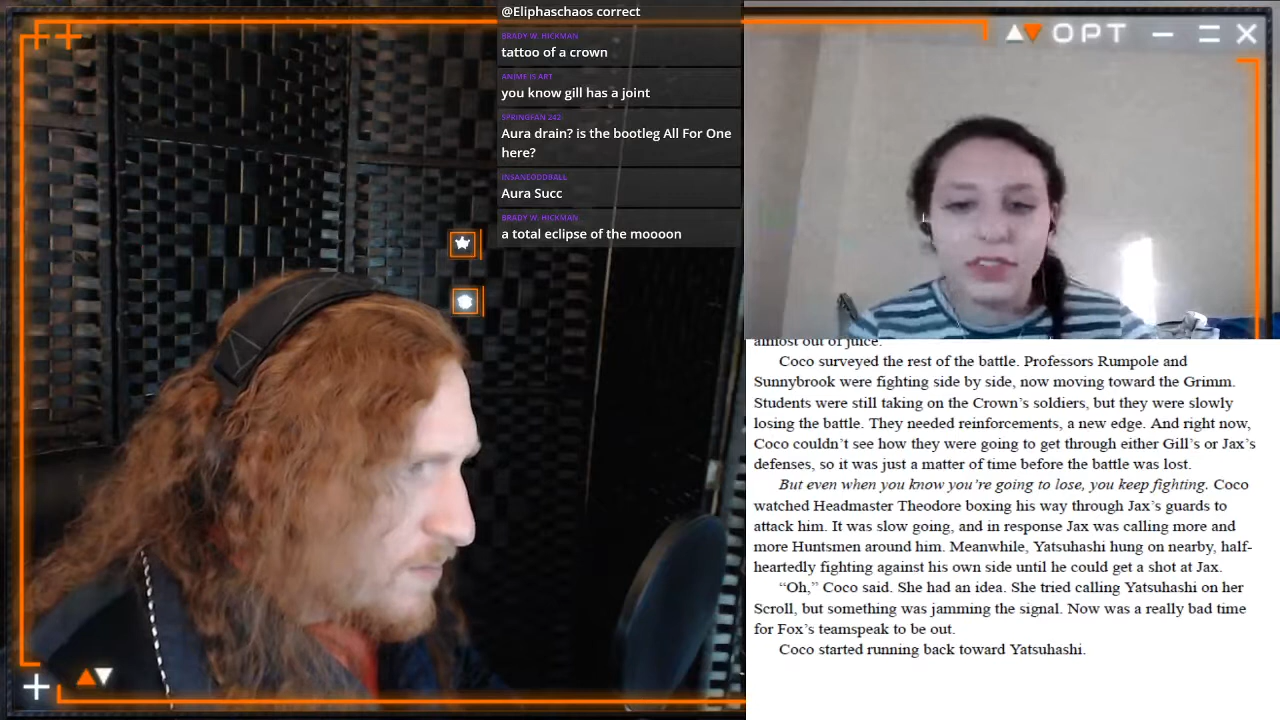 @Eliphaschaos correct
BRADY W. HICKMAN
tattoo of a crown
ANIME IS ART
you know gill has a joint
SPRINGFAN 242
Aura drain? is the bootleg All For One
here?
INSANEODDBALL
Aura Succ
BRADY W. HICKMAN
a total eclipse of the moooon
OPT
almost out of juice.
Coco surveyed the rest of the battle. Professors Rumpole and
Sunnybrook were fighting side by side, now moving toward the Grimm.
Students were still taking on the Crown’s soldiers, but they were slowly
losing the battle. They needed reinforcements, a new edge. And right now,
Coco couldn’t see how they were going to get through either Gill’s or Jax’s
defenses, so it was just a matter of time before the battle was lost.
But even when you know you’re going to lose, you keep fighting. Coco
watched Headmaster Theodore boxing his way through Jax’s guards to
attack him. It was slow going, and in response Jax was calling more and
more Huntsmen around him. Meanwhile, Yatsuhashi hung on nearby, half-
heartedly fighting against his own side until he could get a shot at Jax.
“Oh,” Coco said. She had an idea. She tried calling Yatsuhashi on her
Scroll, but something was jamming the signal. Now was a really bad time
for Fox’s teamspeak to be out.
Coco started running back toward Yatsuhashi.